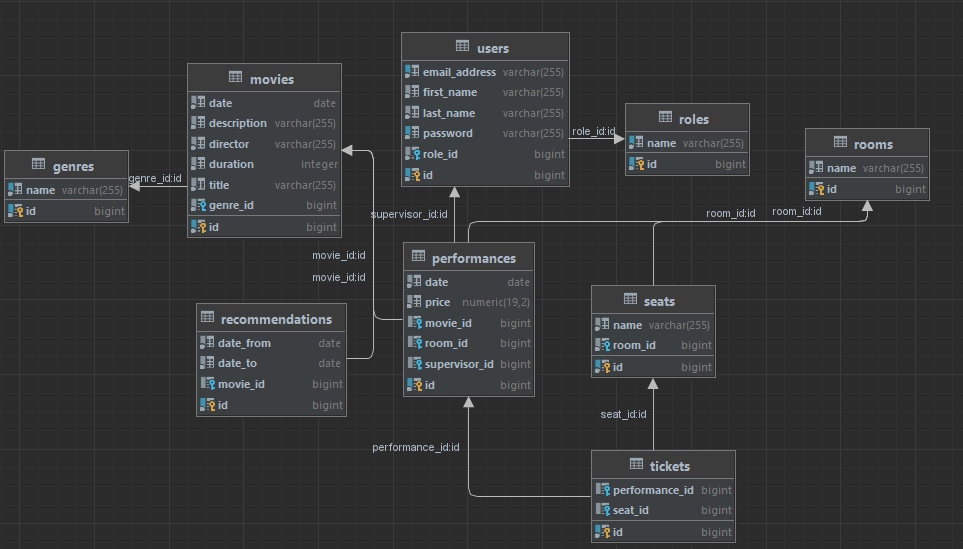 users
email_address varchar(255)
first_name varchar(255)
last_name varchar(255)
password varchar(255)
role_id bigint
id bigint
movies
date date
description varchar(255)
director varchar(255)
duration integer
title varchar(255)
genre_id bigint
id bigint
roles
name varchar(255)
id bigint
rooms
name varchar(255)
id bigint
genres
name varchar(255)
id bigint
genre_id:id
role_id:id
supervisor_id:id
room_id:id
room_id:id
movie_id:id
movie_id:id
performances
date date
price numeric(19,2)
movie_id bigint
room_id bigint
supervisor_id bigint
id bigint
seats
name varchar(255)
room_id bigint
id bigint
recommendations
date_from date
date_to date
movie_id bigint
id bigint
seat_id:id
performance_id:id
tickets
performance_id bigint
seat_id bigint
id bigint